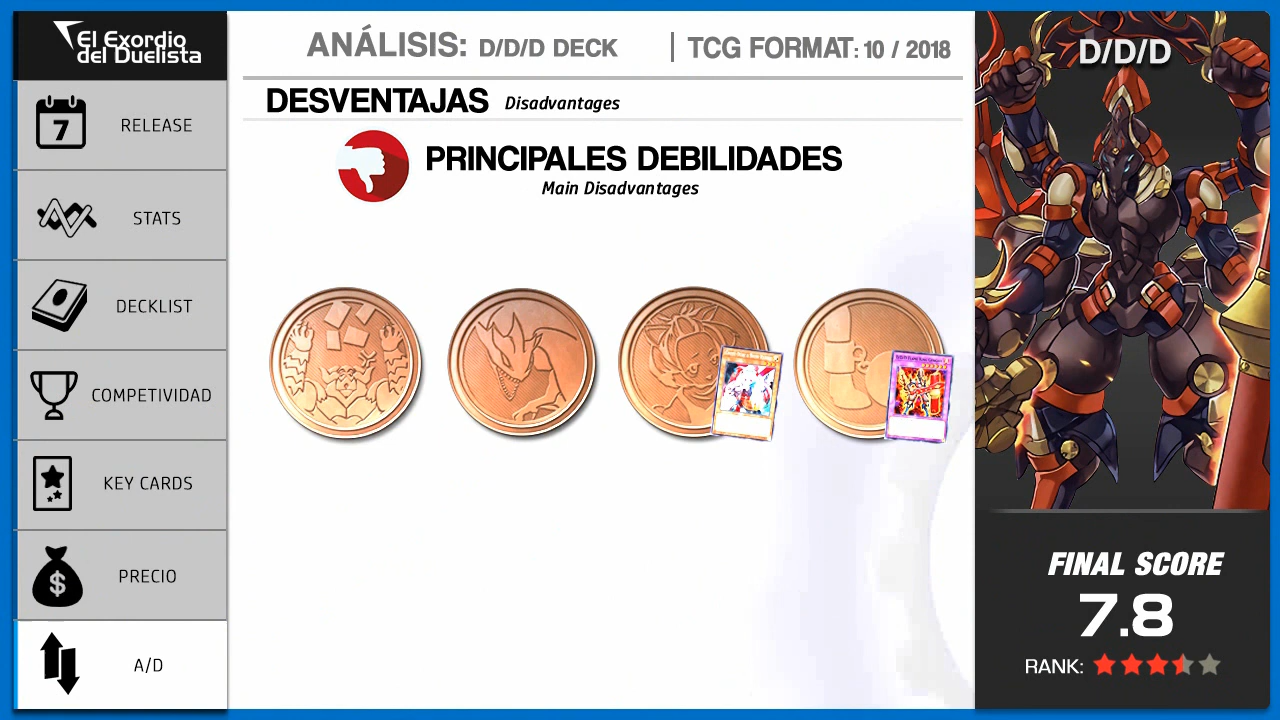 El Exordio
del Duelista
RELEASE
7
STATS
DECKLIST
COMPETIVIDAD
KEY CARDS
PRECIO
$
A/D
ANÁLISIS: D/D/D DECK | TCG FORMAT: 10 / 2018
DESVENTAJAS Disadvantages
PRINCIPALES DEBILIDADES
Main Disadvantages
D/D/D
FINAL SCORE
7.8
RANK: